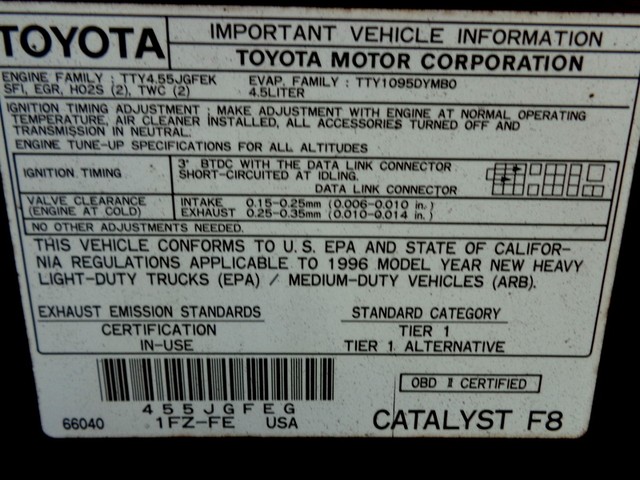 TOYOTA
IMPORTANT VEHICLE INFORMATION
TOYOTA MOTOR CORPORATION
ENGINE FAMILY : TTY4.55JGFEK EVAP. FAMILY : TTY1095DYMBO
SFI, EGR, HO2S (2), TWC (2) 4.5LITER
IGNITION TIMING ADJUSTMENT : MAKE ADJUSTMENT WITH ENGINE AT NORMAL OPERATING
TEMPERATURE, AIR CLEANER INSTALLED, ALL ACCESSORIES TURNED OFF AND
TRANSMISSION IN NEUTRAL.
ENGINE TUNE-UP SPECIFICATIONS FOR ALL ALTITUDES
IGNITION TIMING
3° BTDC WITH THE DATA LINK CONNECTOR
SHORT-CIRCUITED AT IDLING.
DATA LINK CONNECTOR
VALVE CLEARANCE INTAKE 0.15-0.25mm (0.006-0.010 in.)
(ENGINE AT COLD) EXHAUST 0.25-0.35mm (0.010-0.014 in.)
NO OTHER ADJUSTMENTS NEEDED.
THIS VEHICLE CONFORMS TO U.S. EPA AND STATE OF CALIFOR-
NIA REGULATIONS APPLICABLE TO 1996 MODEL YEAR NEW HEAVY
LIGHT-DUTY TRUCKS (EPA) / MEDIUM-DUTY VEHICLES (ARB).
EXHAUST EMISSION STANDARDS STANDARD CATEGORY
CERTIFICATION TIER 1
IN-USE TIER 1 ALTERNATIVE
OBD II CERTIFIED
455JGFEG
66040 1FZ-FE USA CATALYST F8